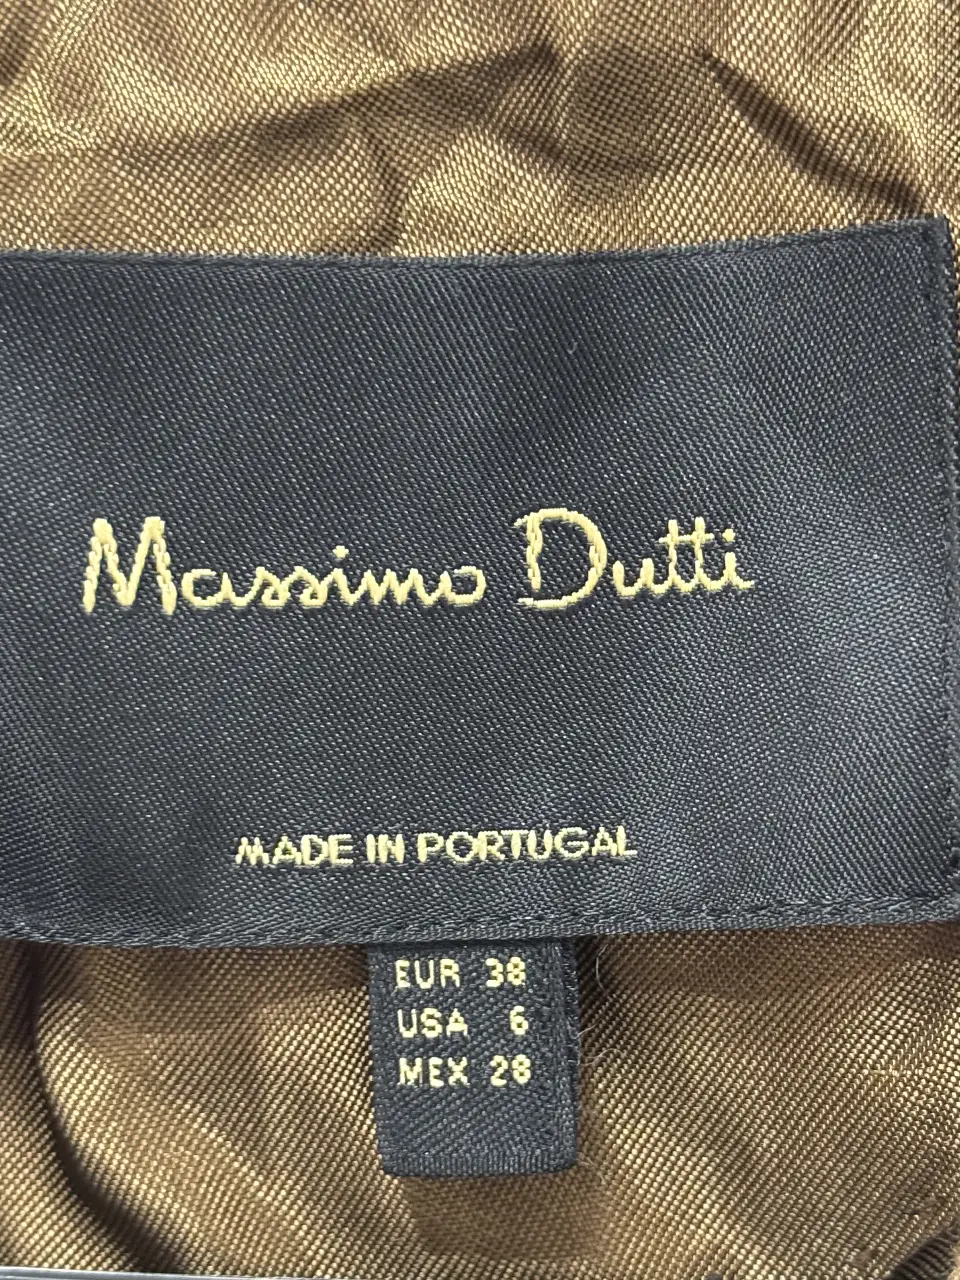 Massimo Dutti
MADE IN PORTUGAL
EUR 38
USA 6
MEX 28